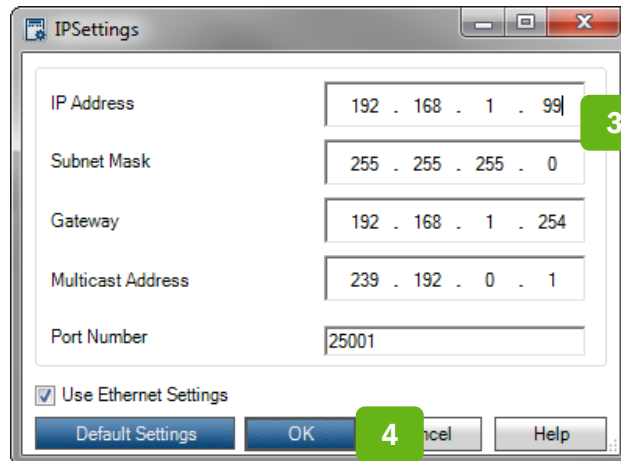 IPSettings
IP Address 192 . 168 . 1 . 99
3
Subnet Mask 255 . 255 . 255 . 0
Gateway 192 . 168 . 1 . 254
Multicast Address 239 . 192 . 0 . 1
Port Number 25001
Use Ethernet Settings
Default Settings OK 4 ncel Help